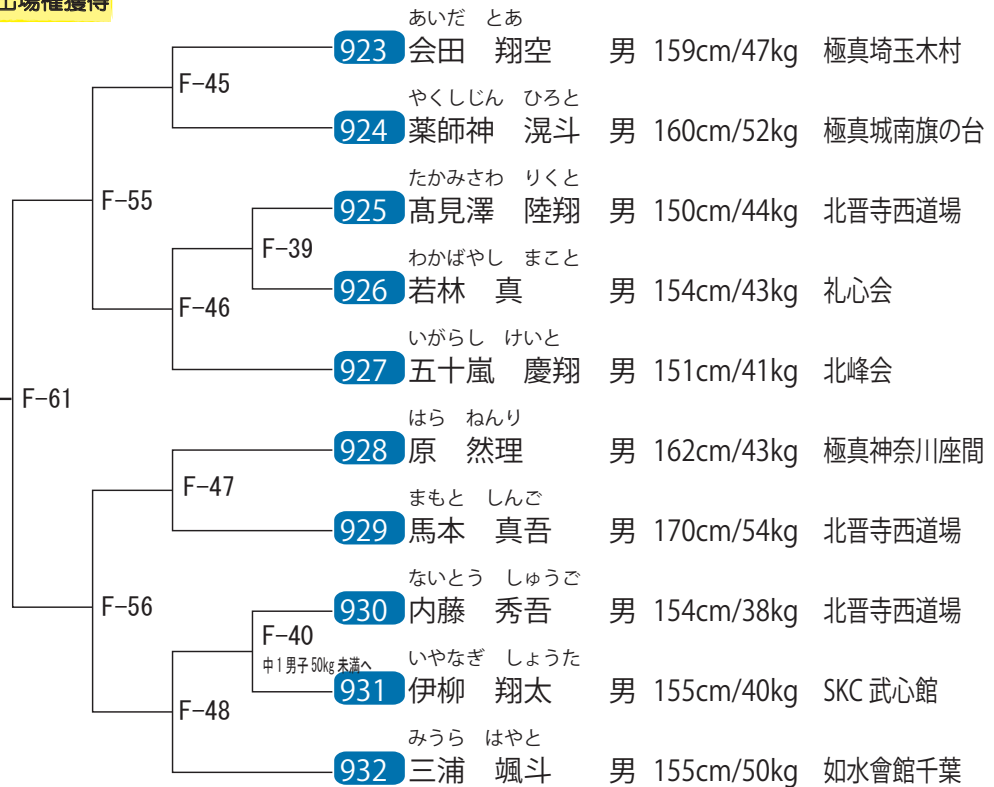 出場権獲得
あいだ とあ
923 会田 翔空 男 159cm/47kg 極真埼玉木村
F-45
やくしじん ひろと
924 薬師神 滉斗 男 160cm/52kg 極真城南旗の台
F-55
たかみさわ りくと
925 髙見澤 陸翔 男 150cm/44kg 北晋寺西道場
F-39
わかばやし まこと
926 若林 真 男 154cm/43kg 礼心会
F-46
いがらし けいと
927 五十嵐 慶翔 男 151cm/41kg 北峰会
F-61
はら ねんり
928 原 然理 男 162cm/43kg 極真神奈川座間
F-47
まもと しんご
929 馬本 真吾 男 170cm/54kg 北晋寺西道場
F-56
ないとう しゅうご
930 内藤 秀吾 男 154cm/38kg 北晋寺西道場
F-40
中1男子50kg未満へ
いやなぎ しょうた
931 伊柳 翔太 男 155cm/40kg SKC武心館
F-48
みうら はやと
932 三浦 颯斗 男 155cm/50kg 如水會館千葉